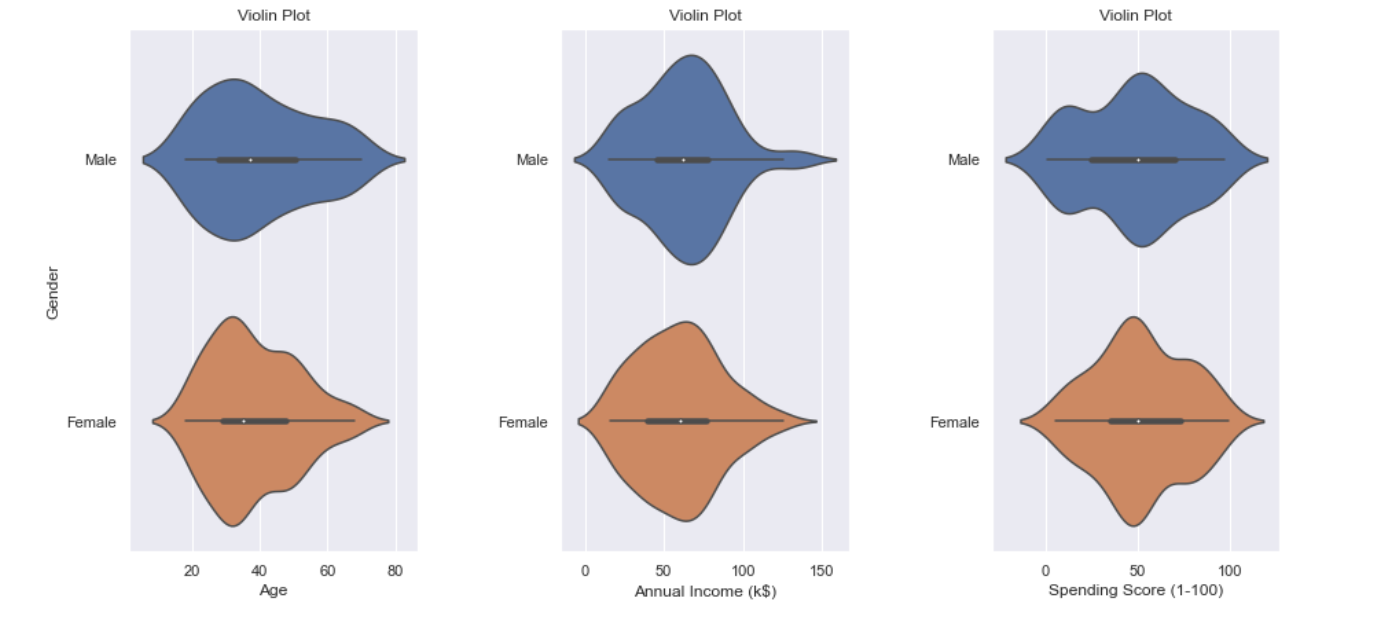 Violin Plot
Male
Female
Gender
20 40 60 80
Age
Violin Plot
Male
Female
0 50 100 150
Annual Income (k$)
Violin Plot
Male
Female
0 50 100
Spending Score (1-100)